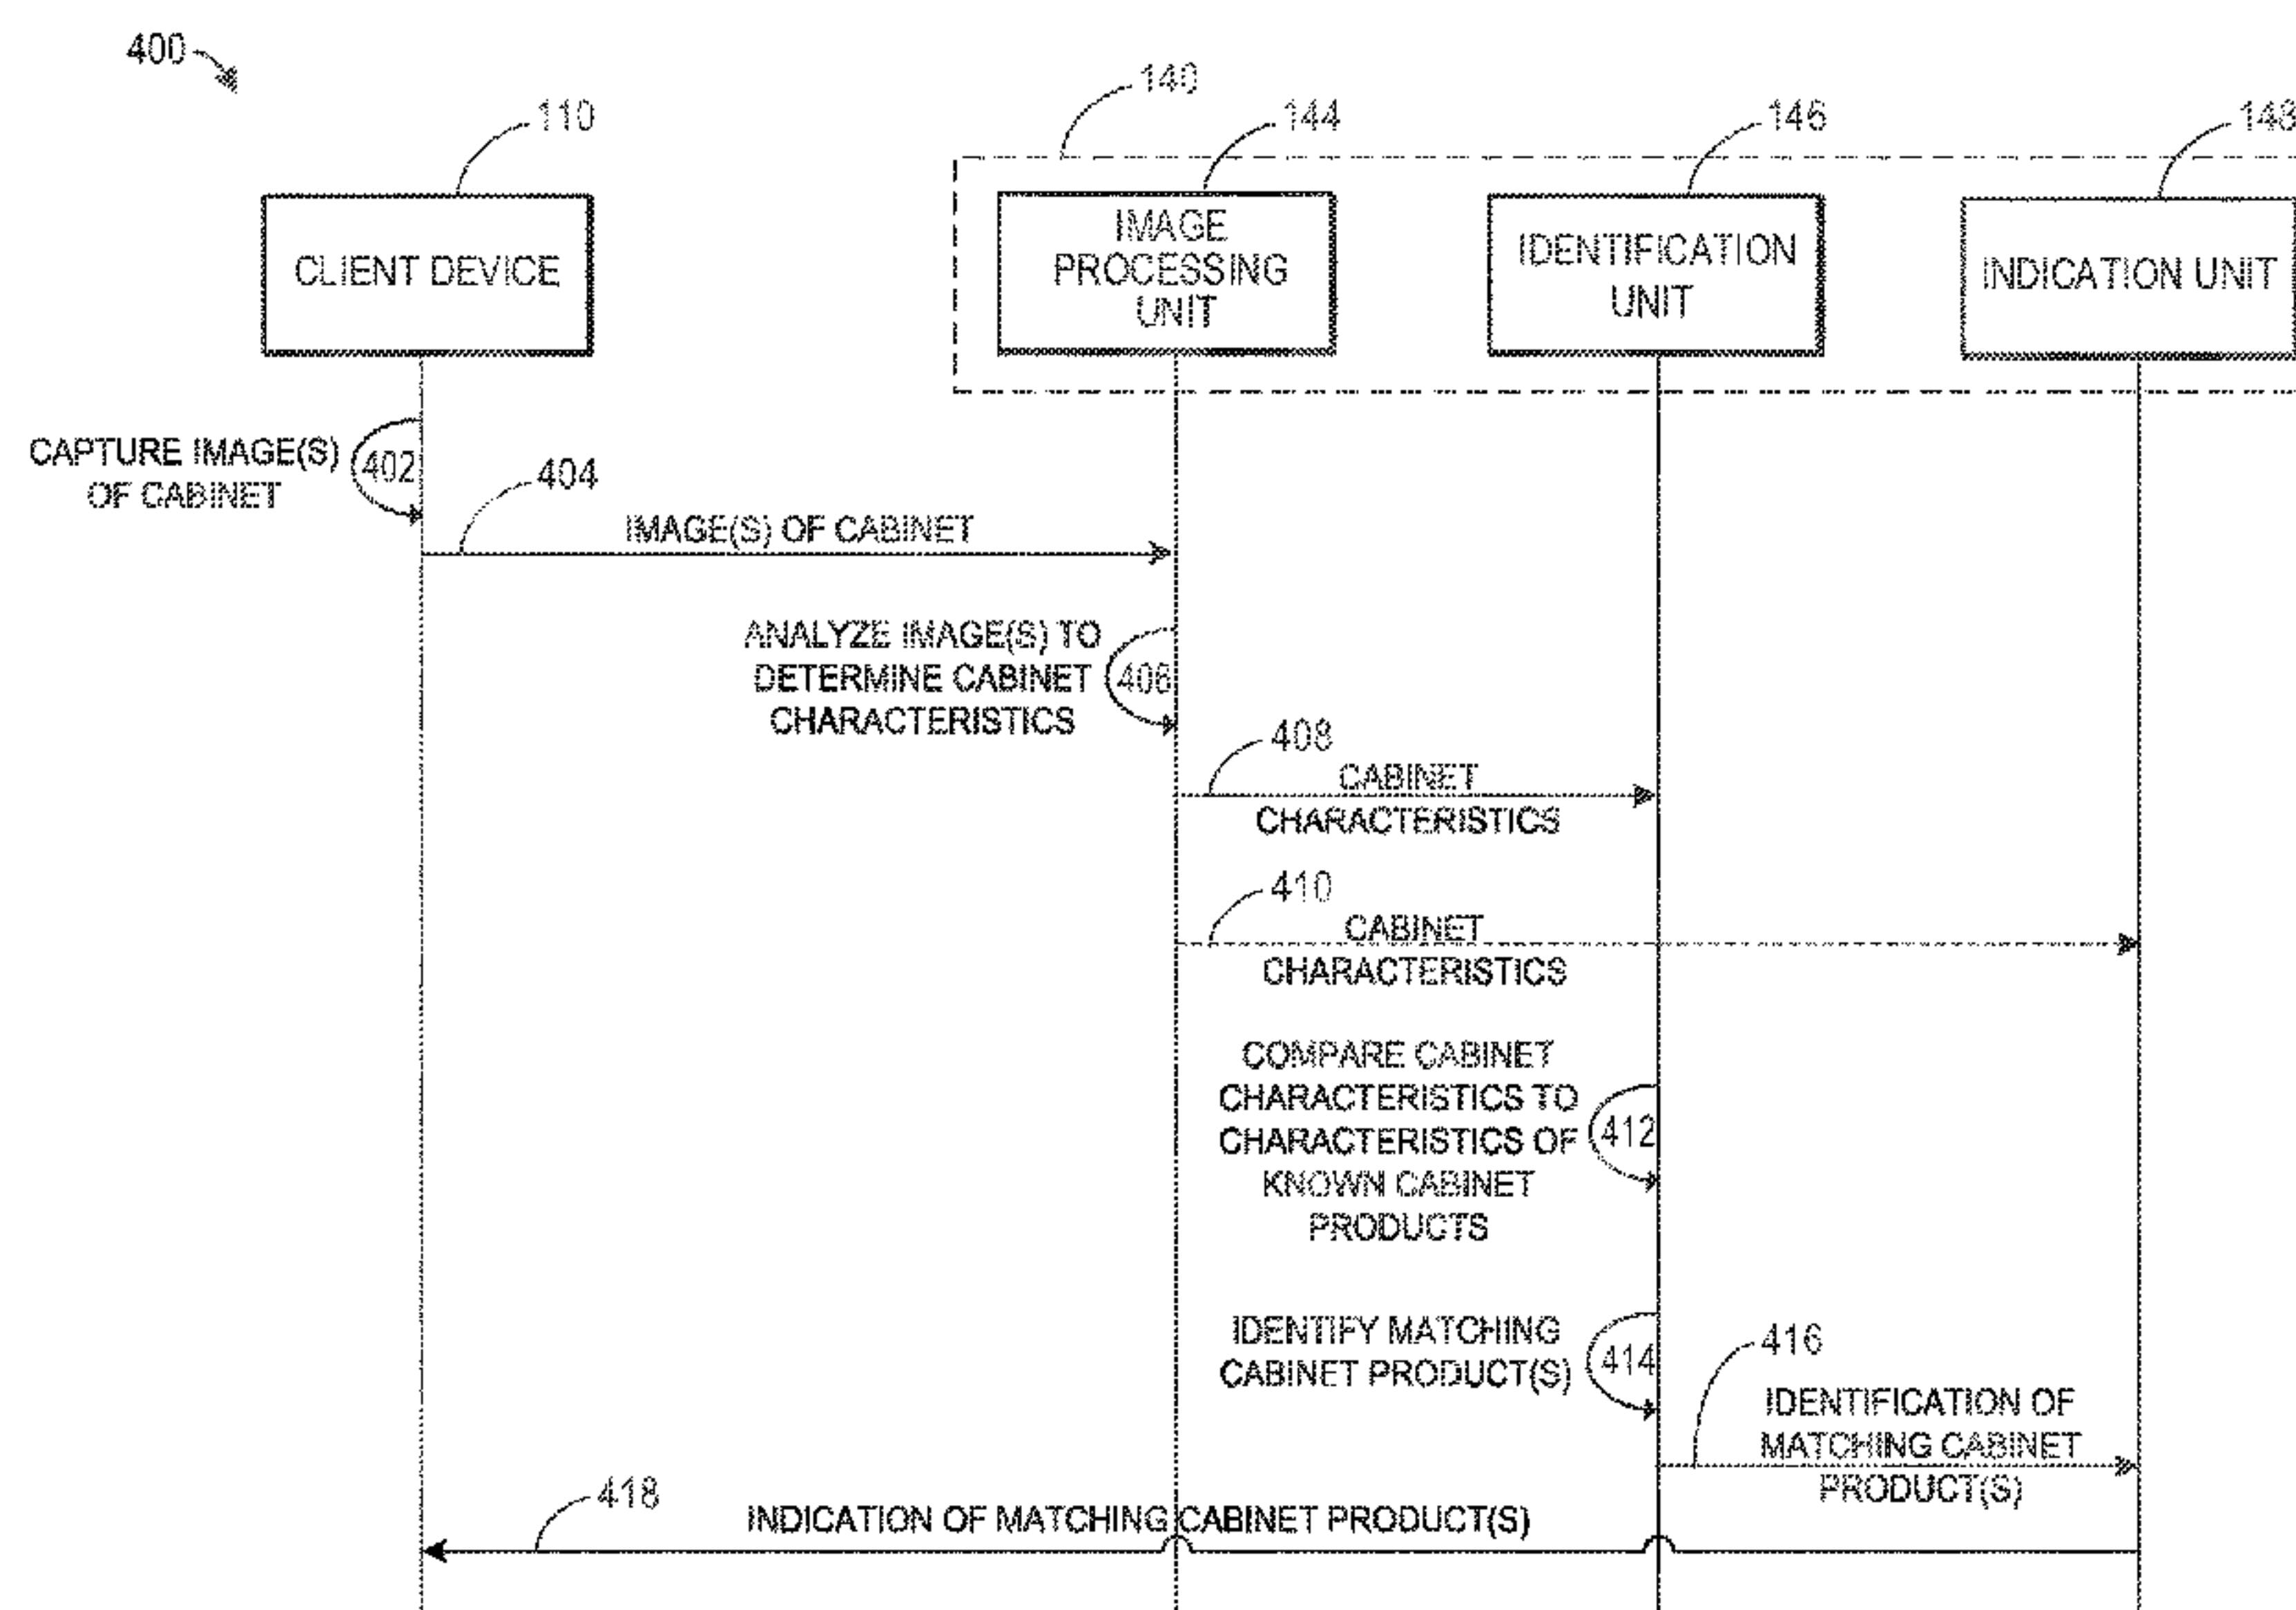 400
140
110
144
146
148
CLIENT DEVICE
IMAGE
PROCESSING
UNIT
IDENTIFICATION
UNIT
INDICATION UNIT
CAPTURE IMAGE(S)
OF CABINET
402
404
IMAGE(S) OF CABINET
ANALYZE IMAGE(S) TO
DETERMINE CABINET
CHARACTERISTICS
406
408
CABINET
CHARACTERISTICS
410
CABINET
CHARACTERISTICS
COMPARE CABINET
CHARACTERISTICS TO
CHARACTERISTICS OF
KNOWN CABINET
PRODUCTS
412
IDENTIFY MATCHING
CABINET PRODUCT(S)
414
416
IDENTIFICATION OF
MATCHING CABINET
PRODUCT(S)
418
INDICATION OF MATCHING CABINET PRODUCT(S)